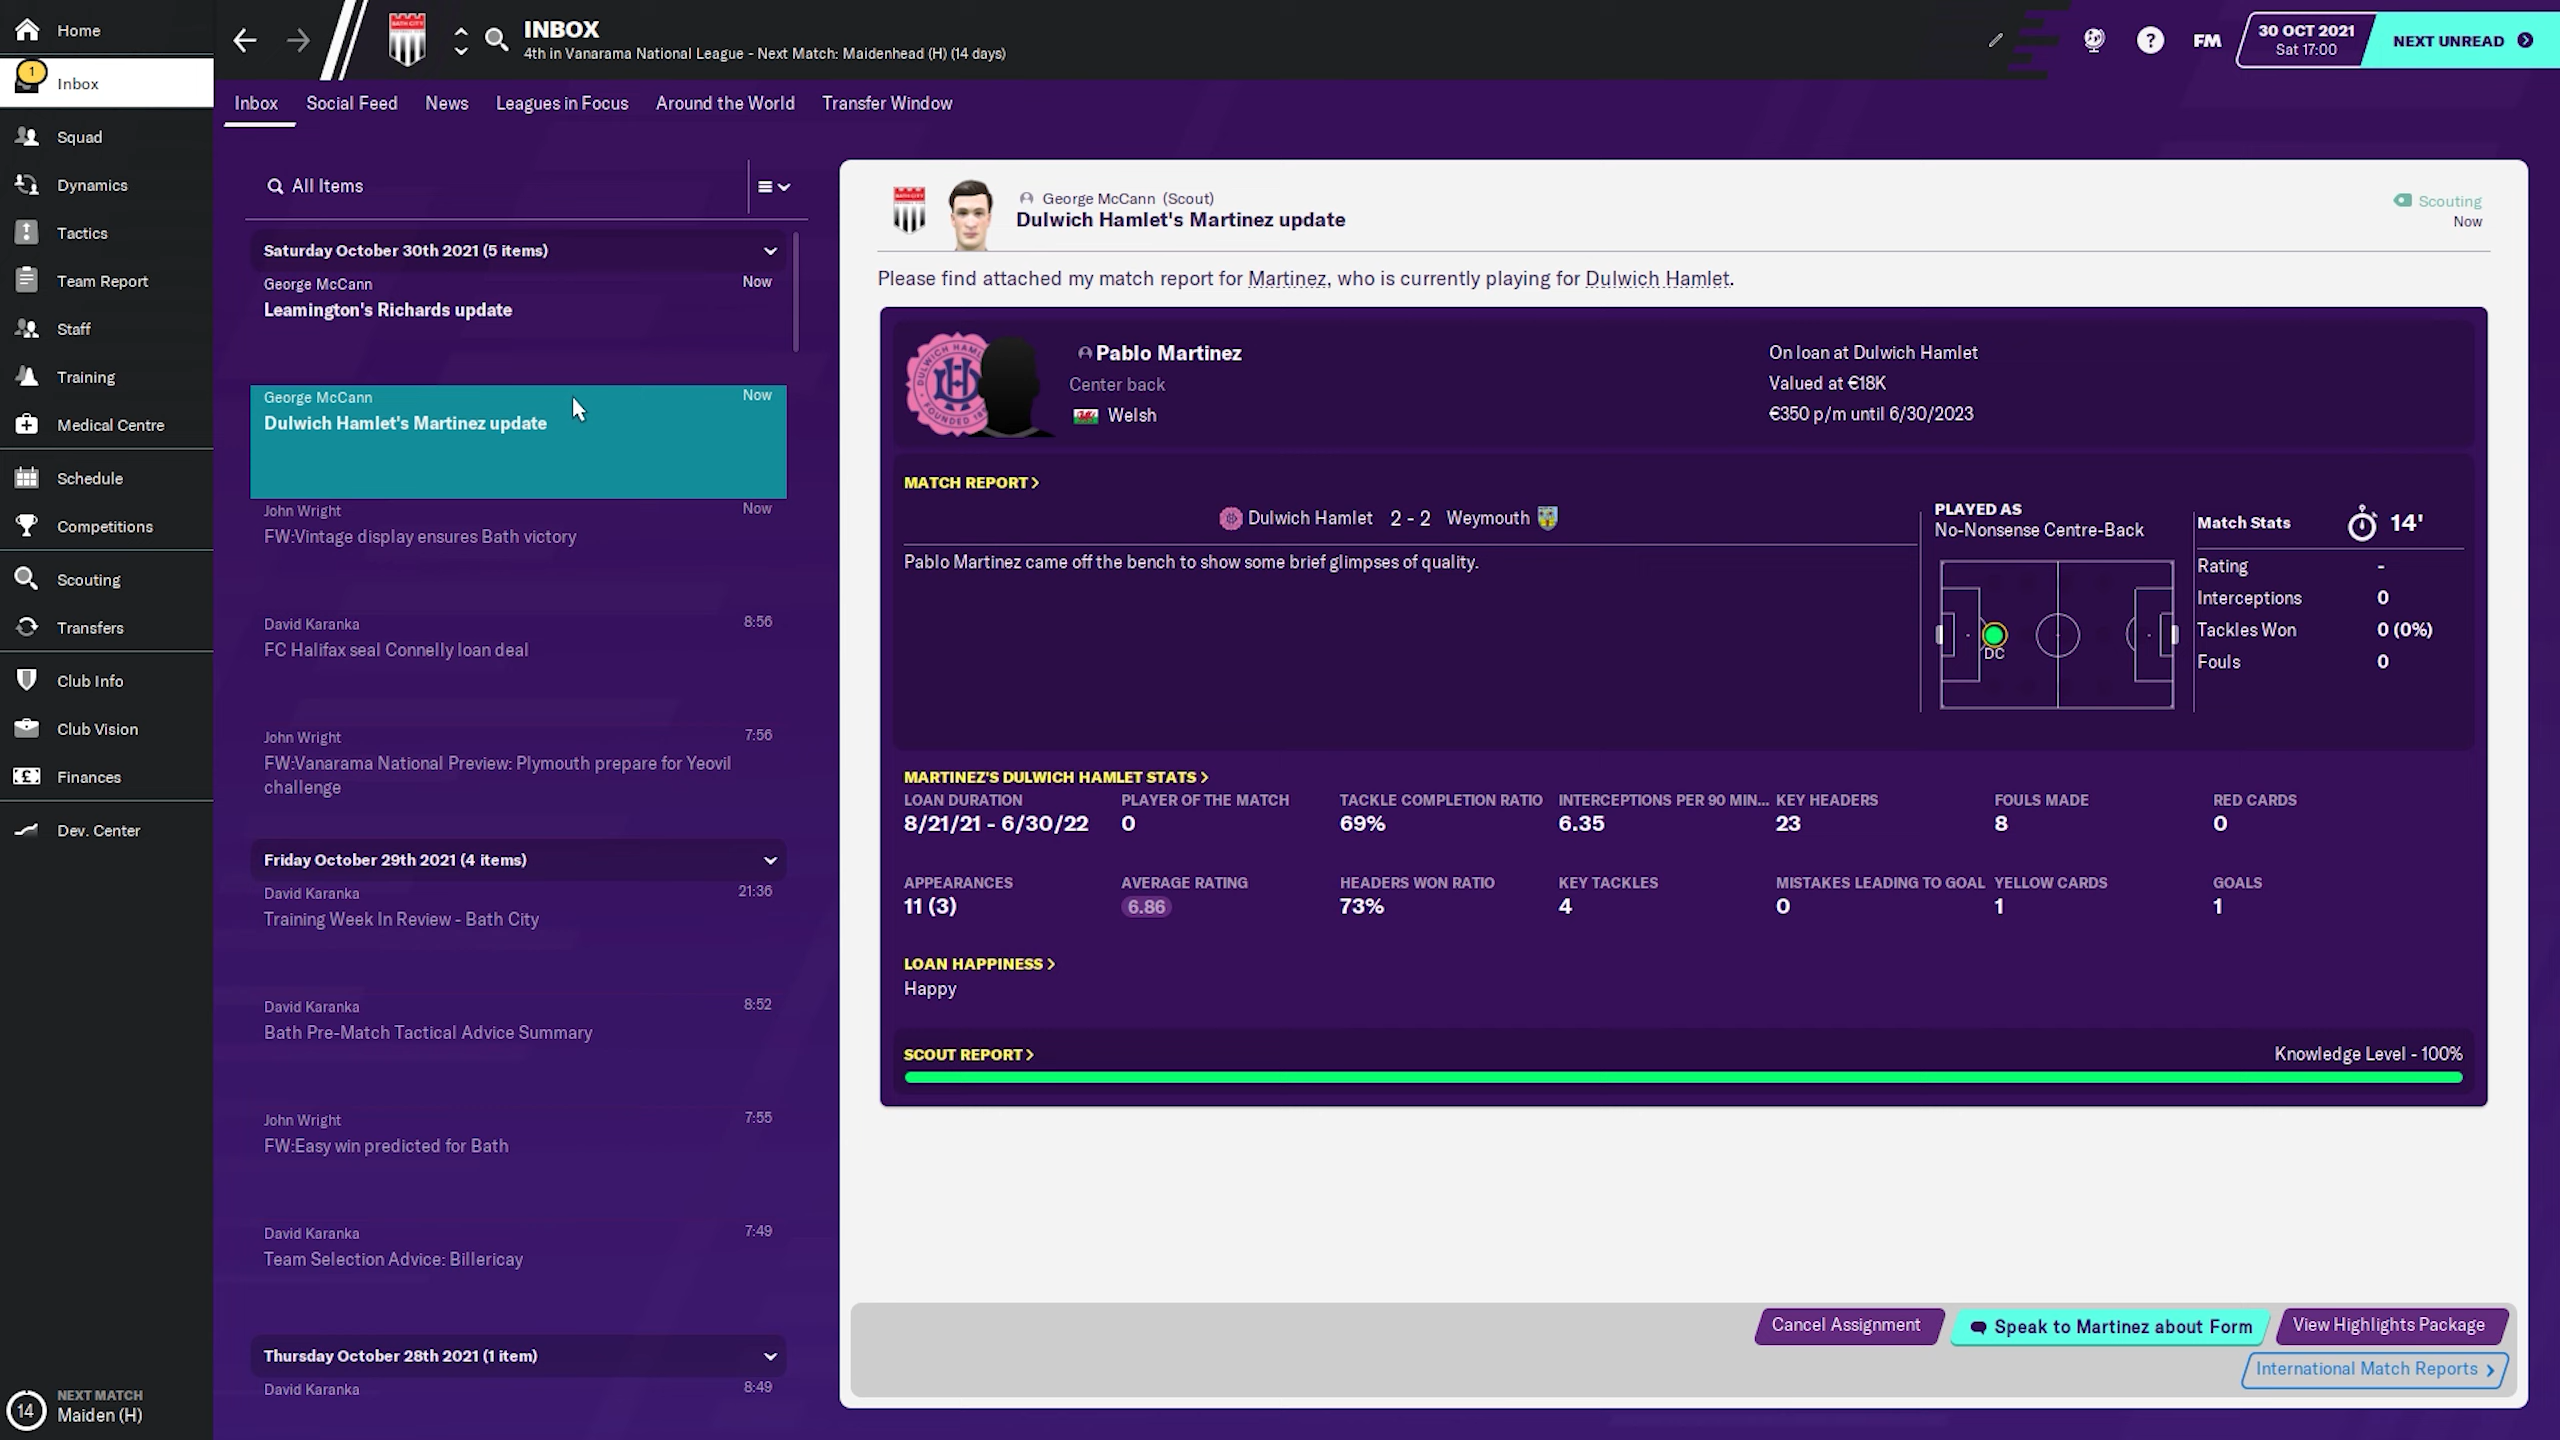 Home
Inbox
1
Squad
Dynamics
Tactics
Team Report
Staff
Training
Medical Centre
Schedule
Competitions
Scouting
Transfers
Club Info
Club Vision
Finances
Dev. Center
14
NEXT MATCH
Maiden (H)
BATH CITY
INBOX
4th in Vanarama National League - Next Match: Maidenhead (H) (14 days)
?
FM
30 OCT 2021
Sat 17:00
NEXT UNREAD
Inbox
Social Feed
News
Leagues in Focus
Around the World
Transfer Window
All Items
Saturday October 30th 2021 (5 items)
George McCann
Now
Leamington's Richards update
George McCann
Now
Dulwich Hamlet's Martinez update
John Wright
Now
FW:Vintage display ensures Bath victory
David Karanka
8:56
FC Halifax seal Connelly loan deal
John Wright
7:56
FW:Vanarama National Preview: Plymouth prepare for Yeovil
challenge
Friday October 29th 2021 (4 items)
David Karanka
21:36
Training Week In Review - Bath City
David Karanka
8:52
Bath Pre-Match Tactical Advice Summary
John Wright
7:55
FW:Easy win predicted for Bath
David Karanka
7:49
Team Selection Advice: Billericay
Thursday October 28th 2021 (1 item)
David Karanka
8:49
BATH CITY
George McCann (Scout)
Dulwich Hamlet's Martinez update
Scouting
Now
Please find attached my match report for Martinez, who is currently playing for Dulwich Hamlet.
Pablo Martinez
Center back
Welsh
On loan at Dulwich Hamlet
Valued at €18K
€350 p/m until 6/30/2023
MATCH REPORT >
Dulwich Hamlet 2 - 2 Weymouth
Pablo Martinez came off the bench to show some brief glimpses of quality.
PLAYED AS
No-Nonsense Centre-Back
DC
Match Stats
14'
Rating -
Interceptions 0
Tackles Won 0 (0%)
Fouls 0
MARTINEZ'S DULWICH HAMLET STATS >
LOAN DURATION
8/21/21 - 6/30/22
PLAYER OF THE MATCH
0
TACKLE COMPLETION RATIO
69%
INTERCEPTIONS PER 90 MIN...
6.35
KEY HEADERS
23
FOULS MADE
8
RED CARDS
0
APPEARANCES
11 (3)
AVERAGE RATING
6.86
HEADERS WON RATIO
73%
KEY TACKLES
4
MISTAKES LEADING TO GOAL
0
YELLOW CARDS
1
GOALS
1
LOAN HAPPINESS >
Happy
SCOUT REPORT >
Knowledge Level - 100%
Cancel Assignment
Speak to Martinez about Form
View Highlights Package
International Match Reports >